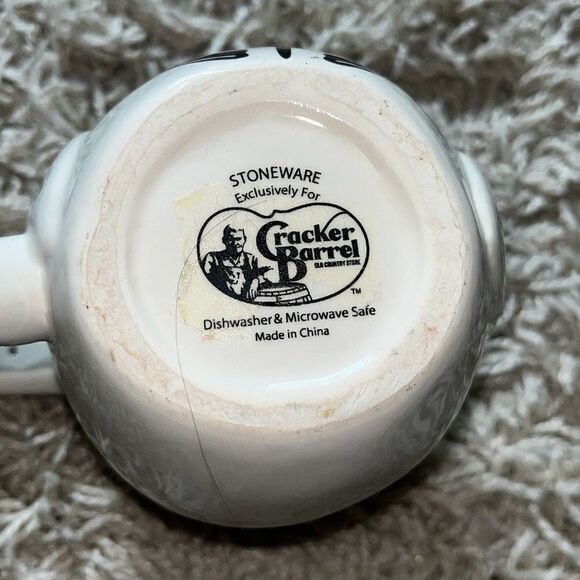 STONEWARE
Exclusively For
Cracker
Barrel
OLD COUNTRY STORE
TM
Dishwasher & Microwave Safe
Made in China